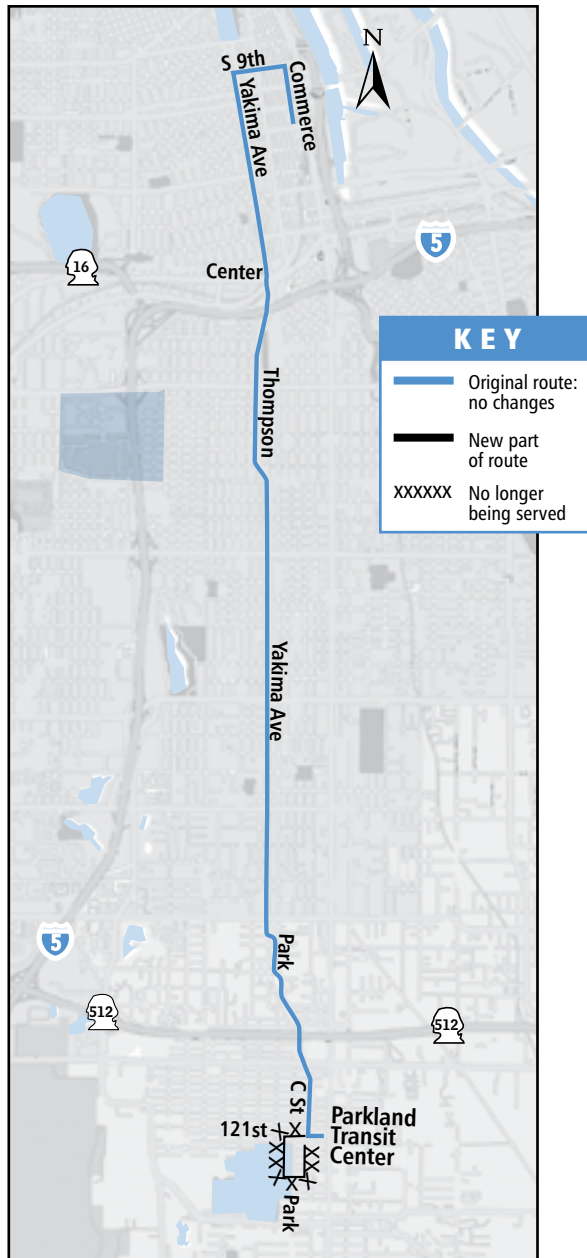 N
S 9th
Commerce
Yakima Ave
5
16
Center
KEY
Original route:
no changes
New part
of route
XXXXXX No longer
being served
Thompson
Yakima Ave
5
Park
512
512
C St
121st
Parkland
Transit
Center
Park